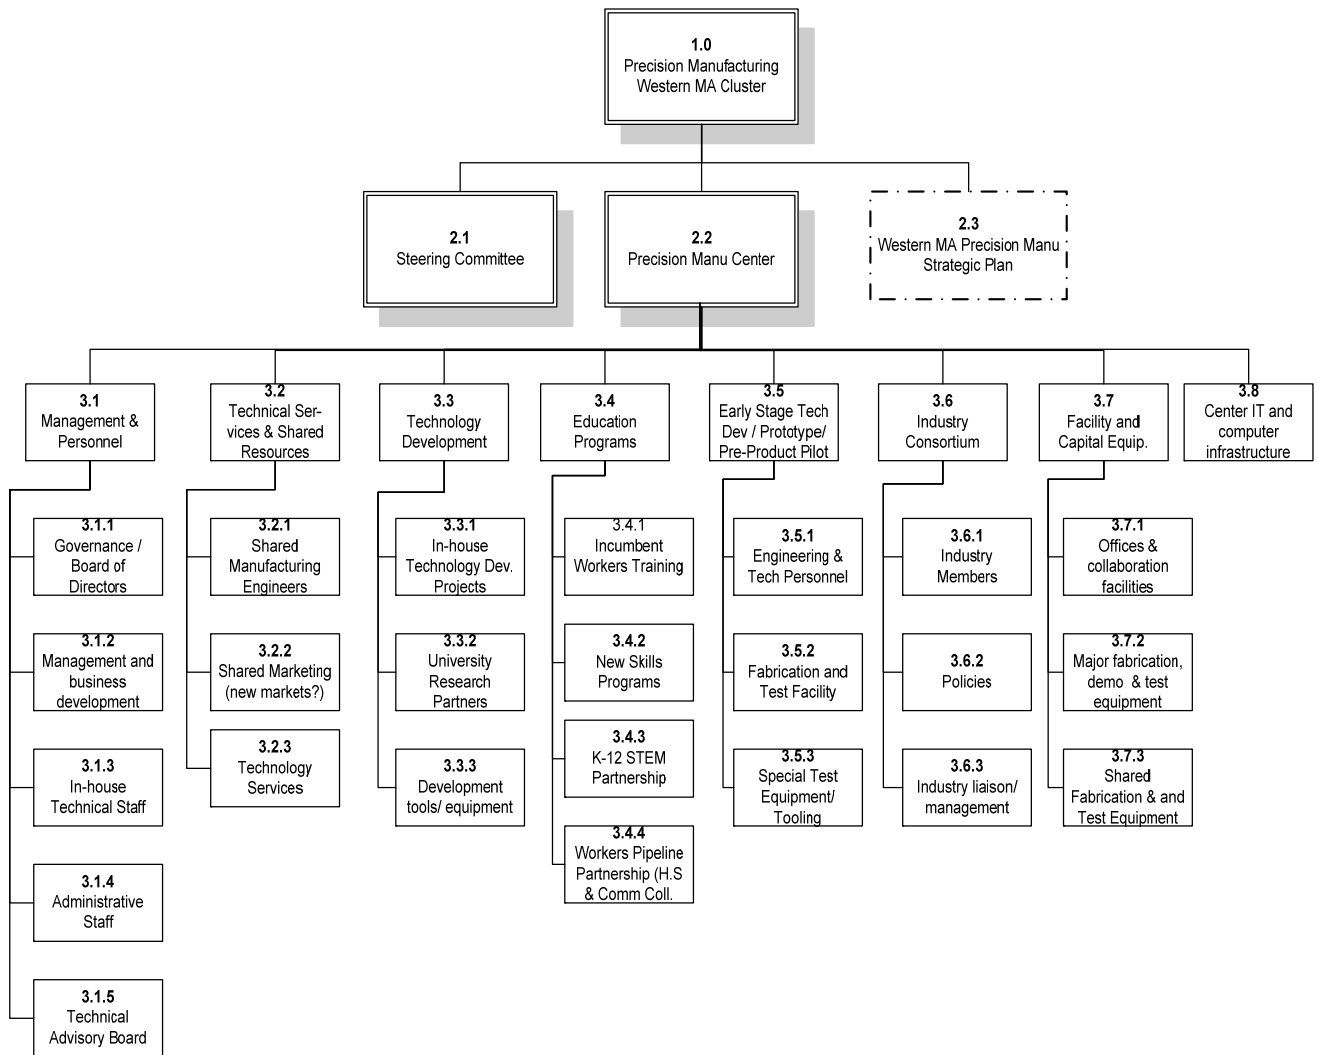 1.0
Precision Manufacturing
Western MA Cluster
2.1
Steering Committee
2.2
Precision Manu Center
2.3
Western MA Precision Manu
Strategic Plan
3.1
Management &
Personnel
3.2
Technical Ser-
vices & Shared
Resources
3.3
Technology
Development
3.4
Education
Programs
3.5
Early Stage Tech
Dev / Prototype/
Pre-Product Pilot
3.6
Industry
Consortium
3.7
Facility and
Capital Equip.
3.8
Center IT and
computer
infrastructure
3.1.1
Governance /
Board of
Directors
3.1.2
Management and
business
development
3.1.3
In-house
Technical Staff
3.1.4
Administrative
Staff
3.1.5
Technical
Advisory Board
3.2.1
Shared
Manufacturing
Engineers
3.2.2
Shared Marketing
(new markets?)
3.2.3
Technology
Services
3.3.1
In-house
Technology Dev.
Projects
3.3.2
University
Research
Partners
3.3.3
Development
tools/ equipment
3.4.1
Incumbent
Workers Training
3.4.2
New Skills
Programs
3.4.3
K-12 STEM
Partnership
3.4.4
Workers Pipeline
Partnership (H.S
& Comm Coll.
3.5.1
Engineering &
Tech Personnel
3.5.2
Fabrication and
Test Facility
3.5.3
Special Test
Equipment/
Tooling
3.6.1
Industry
Members
3.6.2
Policies
3.6.3
Industry liaison/
management
3.7.1
Offices &
collaboration
facilities
3.7.2
Major fabrication,
demo & test
equipment
3.7.3
Shared
Fabrication & and
Test Equipment